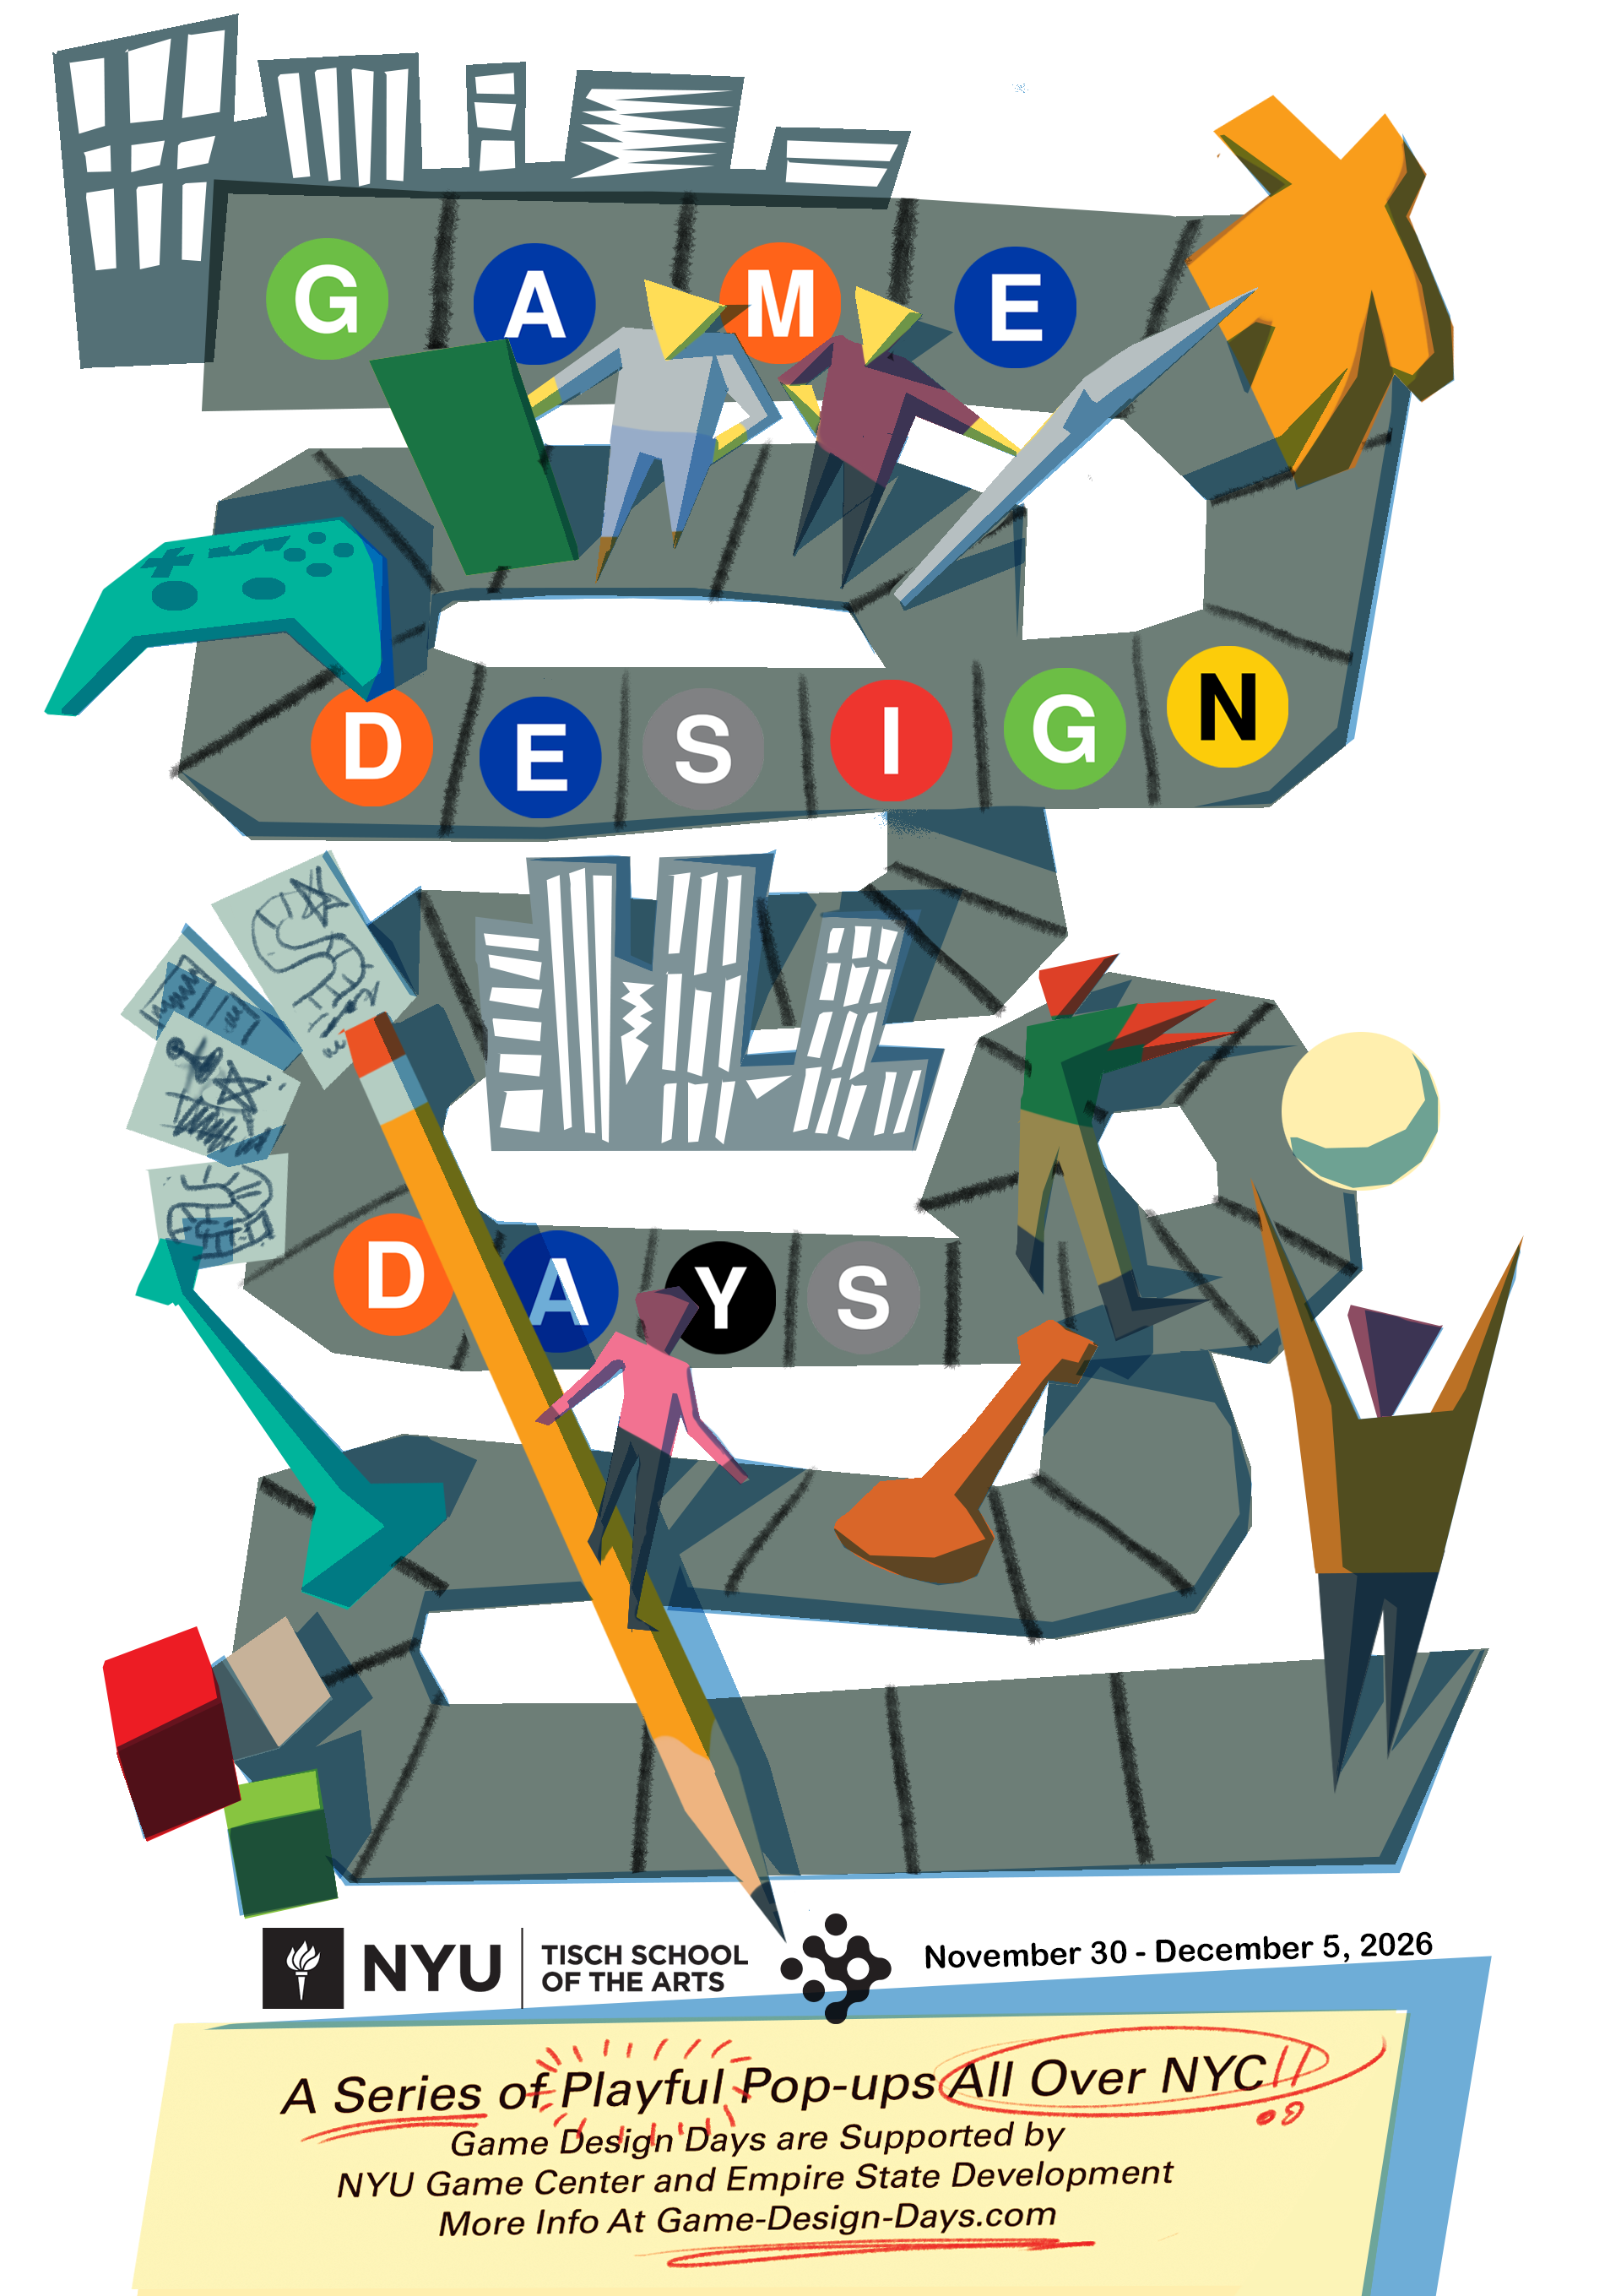 GAME
DESIGN
DAYS
NYU
TISCH SCHOOL
OF THE ARTS
November 30 - December 5, 2026
A Series of Playful Pop-ups All Over NYC!!
Game Design Days are Supported by
NYU Game Center and Empire State Development
More Info At Game-Design-Days.com